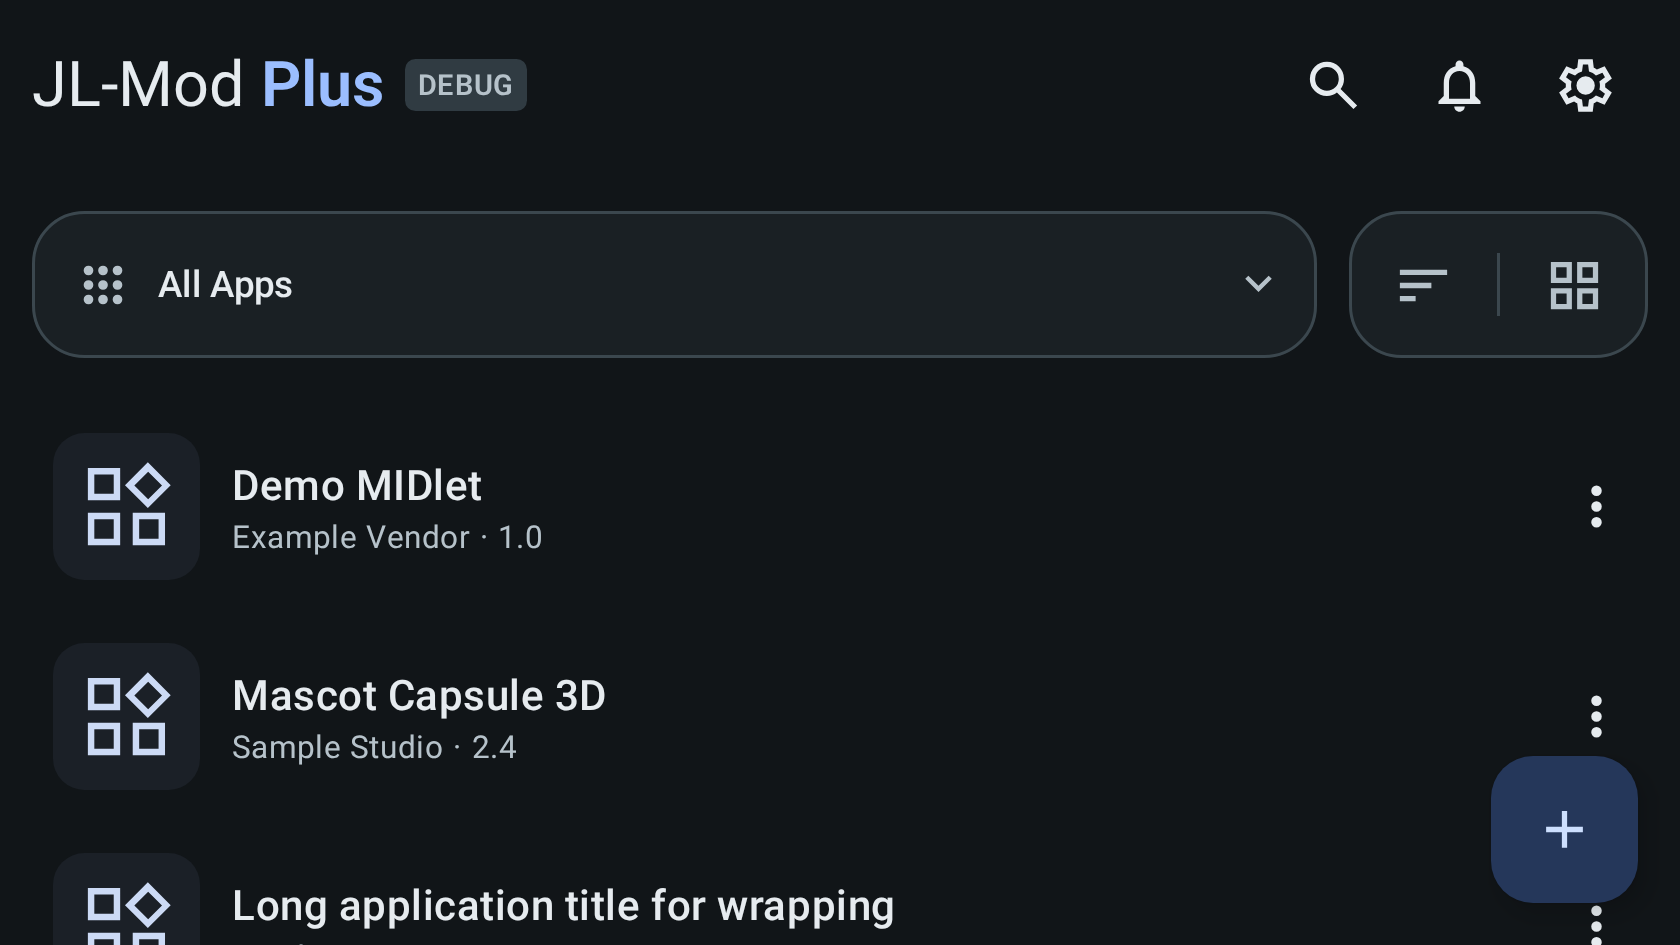 JL-Mod Plus DEBUG
All Apps
Demo MIDlet
Example Vendor · 1.0
Mascot Capsule 3D
Sample Studio · 2.4
Long application title for wrapping